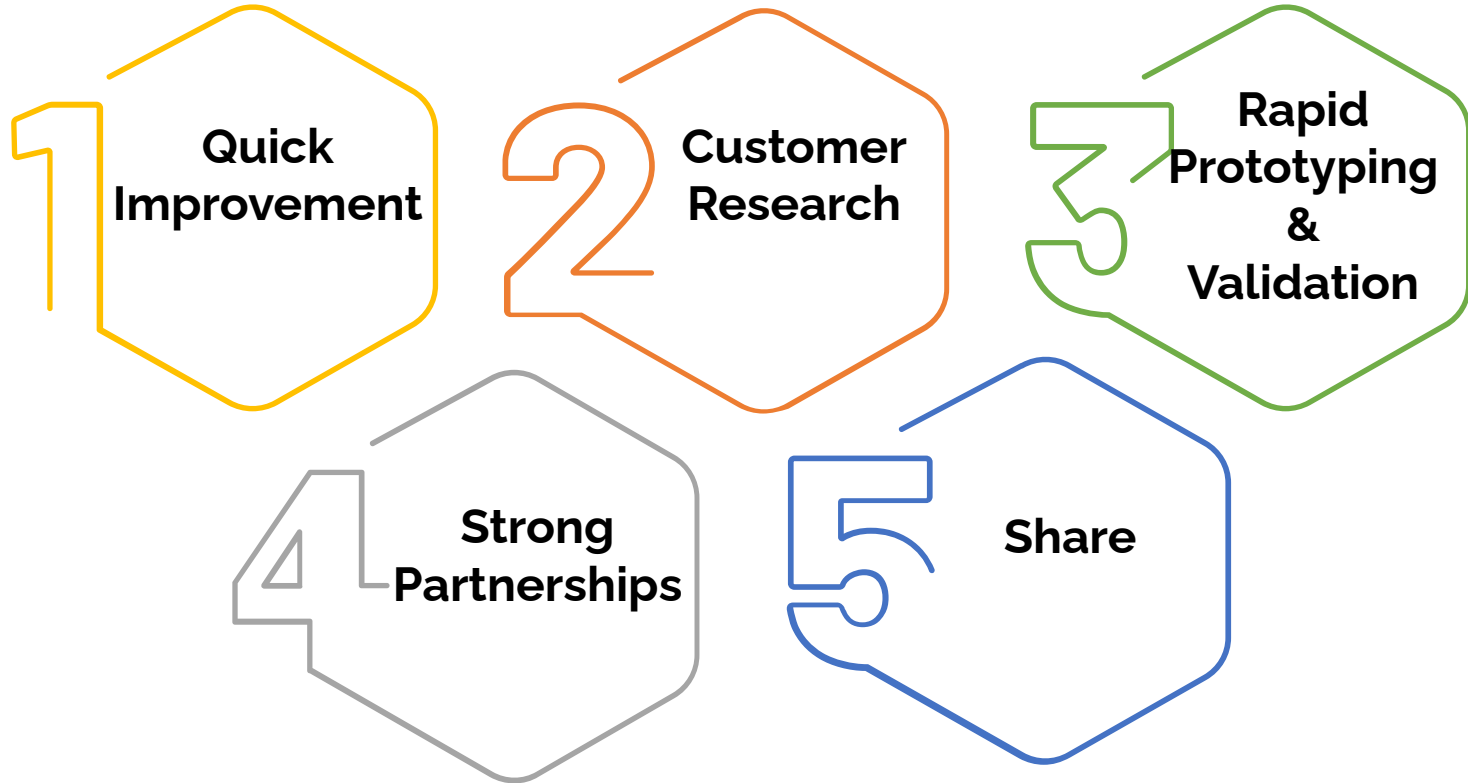 1
Quick
Improvement
2
Customer
Research
3
Rapid
Prototyping
&
Validation
4
Strong
Partnerships
5
Share